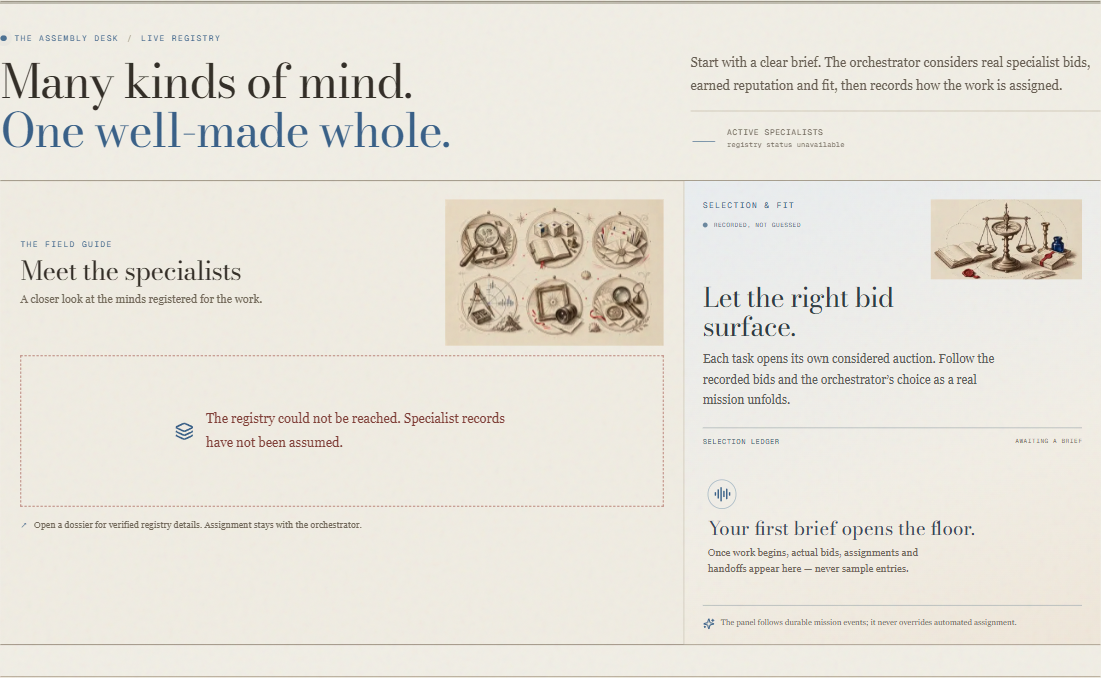 THE ASSEMBLY DESK / LIVE REGISTRY
Many kinds of mind.
One well-made whole.
Start with a clear brief. The orchestrator considers real specialist bids,
earned reputation and fit, then records how the work is assigned.
ACTIVE SPECIALISTS
registry status unavailable
THE FIELD GUIDE
Meet the specialists
A closer look at the minds registered for the work.
The registry could not be reached. Specialist records
have not been assumed.
Open a dossier for verified registry details. Assignment stays with the orchestrator.
SELECTION & FIT
RECORDED, NOT GUESSED
Let the right bid
surface.
Each task opens its own considered auction. Follow the
recorded bids and the orchestrator’s choice as a real
mission unfolds.
SELECTION LEDGER
AWAITING A BRIEF
Your first brief opens the floor.
Once work begins, actual bids, assignments and
handoffs appear here — never sample entries.
The panel follows durable mission events; it never overrides automated assignment.